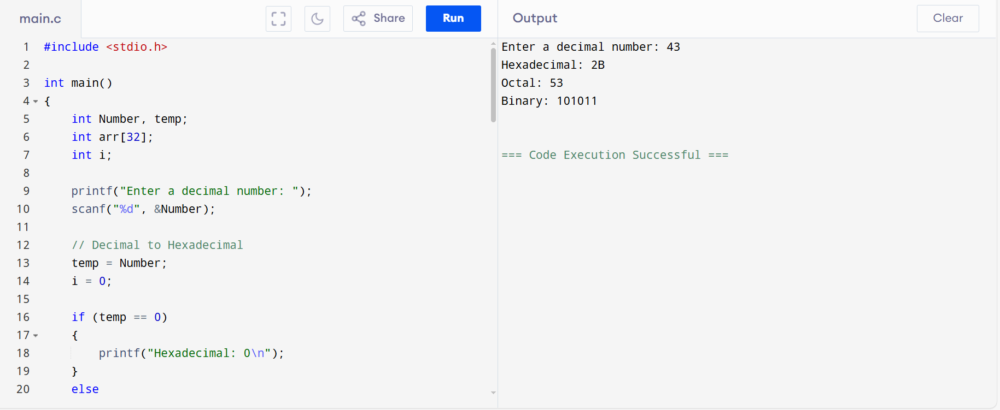 main.c
Share
Run
Output
Clear
1 #include <stdio.h>
2
3 int main()
4 {
5     int Number, temp;
6     int arr[32];
7     int i;
8
9     printf("Enter a decimal number: ");
10     scanf("%d", &Number);
11
12     // Decimal to Hexadecimal
13     temp = Number;
14     i = 0;
15
16     if (temp == 0)
17     {
18         printf("Hexadecimal: 0\n");
19     }
20     else
Enter a decimal number: 43
Hexadecimal: 2B
Octal: 53
Binary: 101011
=== Code Execution Successful ===